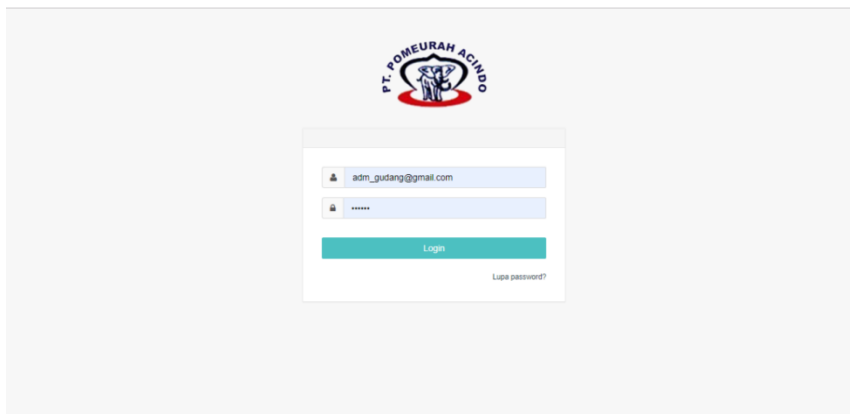 PT. POMEURAH ACINDO
adm_gudang@gmail.com
••••••
Login
Lupa password?